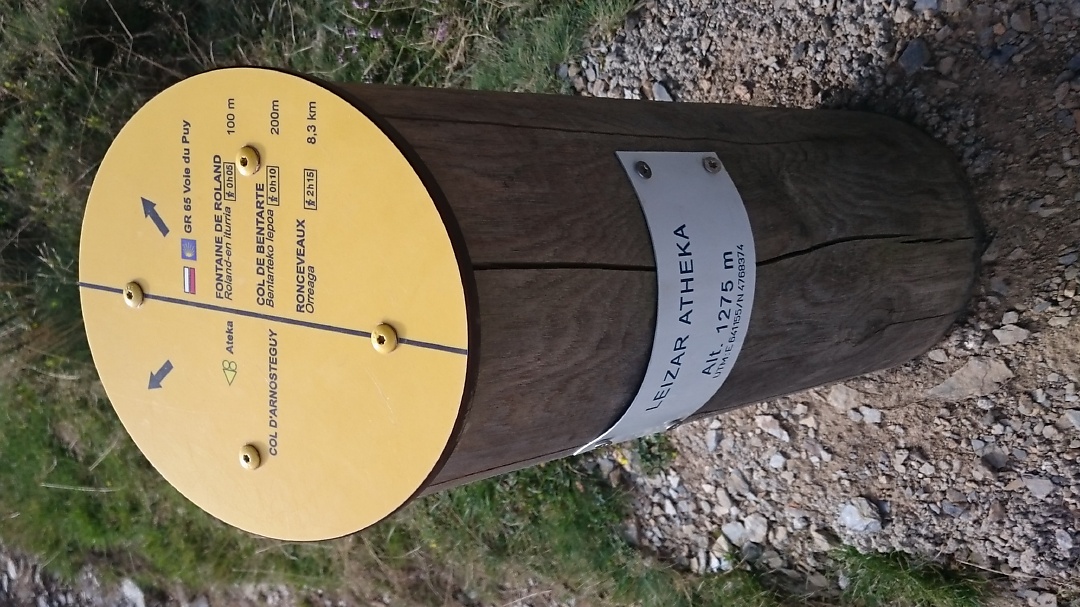 Ateka
COL D'ARNOSTEGUY
GR 65 Voie du Puy
FONTAINE DE ROLAND
Roland-en iturria 0h05 100 m
COL DE BENTARTE
Bentarteko lepoa 0h10 200m
RONCEVEAUX
Orreaga 2h15 8,3 km
LEIZAR ATHEKA
Alt. 1275 m
UTM E 641155/N 4768374